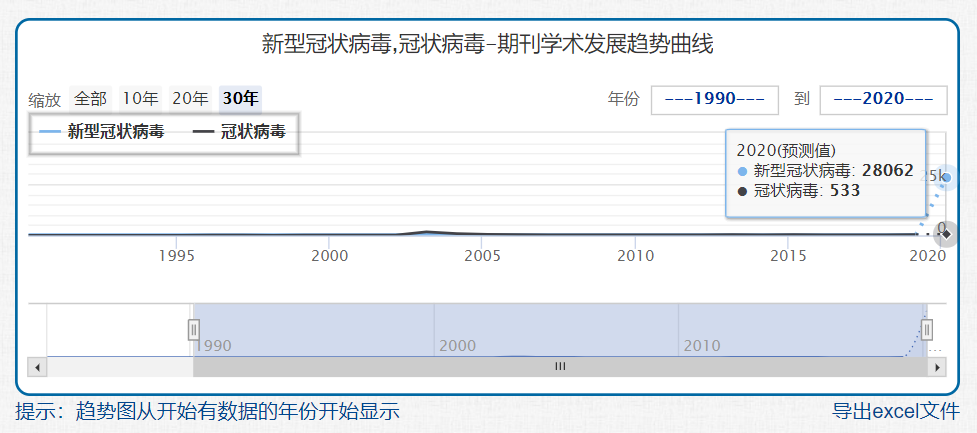 新型冠状病毒,冠状病毒-期刊学术发展趋势曲线
缩放 全部 10年 20年 30年 年份 ---1990--- 到 ---2020---
新型冠状病毒 冠状病毒
2020(预测值)
新型冠状病毒: 28062
冠状病毒: 533
25k
0
1995 2000 2005 2010 2015 2020
1990 2000 2010 ...
提示：趋势图从开始有数据的年份开始显示 导出excel文件